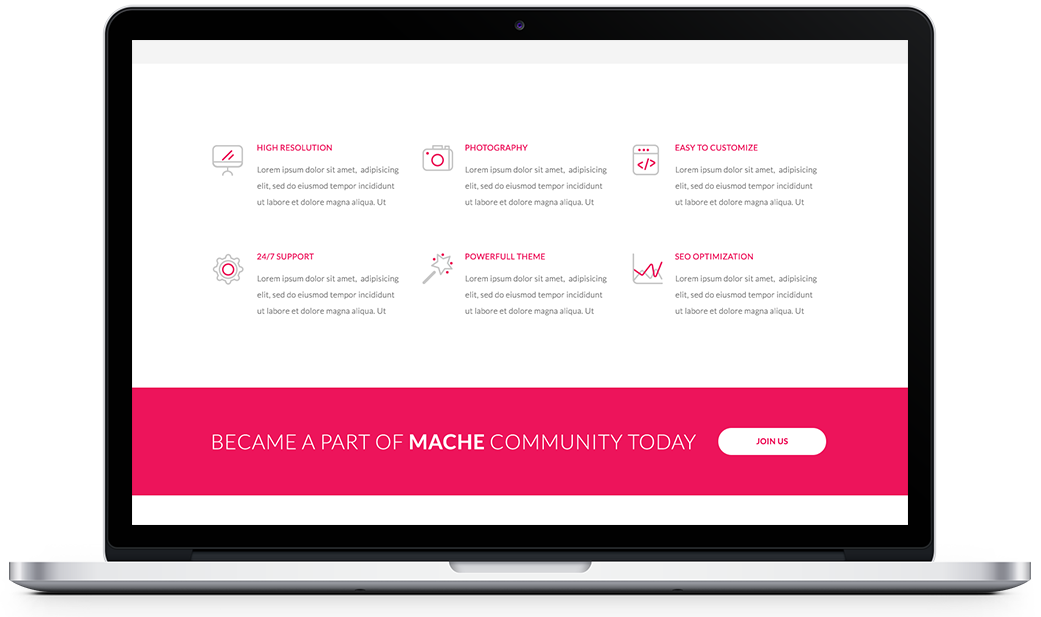 HIGH RESOLUTION
Lorem ipsum dolor sit amet, adipisicing
elit, sed do eiusmod tempor incididunt
ut labore et dolore magna aliqua. Ut
PHOTOGRAPHY
Lorem ipsum dolor sit amet, adipisicing
elit, sed do eiusmod tempor incididunt
ut labore et dolore magna aliqua. Ut
EASY TO CUSTOMIZE
Lorem ipsum dolor sit amet, adipisicing
elit, sed do eiusmod tempor incididunt
ut labore et dolore magna aliqua. Ut
24/7 SUPPORT
Lorem ipsum dolor sit amet, adipisicing
elit, sed do eiusmod tempor incididunt
ut labore et dolore magna aliqua. Ut
POWERFULL THEME
Lorem ipsum dolor sit amet, adipisicing
elit, sed do eiusmod tempor incididunt
ut labore et dolore magna aliqua. Ut
SEO OPTIMIZATION
Lorem ipsum dolor sit amet, adipisicing
elit, sed do eiusmod tempor incididunt
ut labore et dolore magna aliqua. Ut
BECAME A PART OF MACHE COMMUNITY TODAY
JOIN US